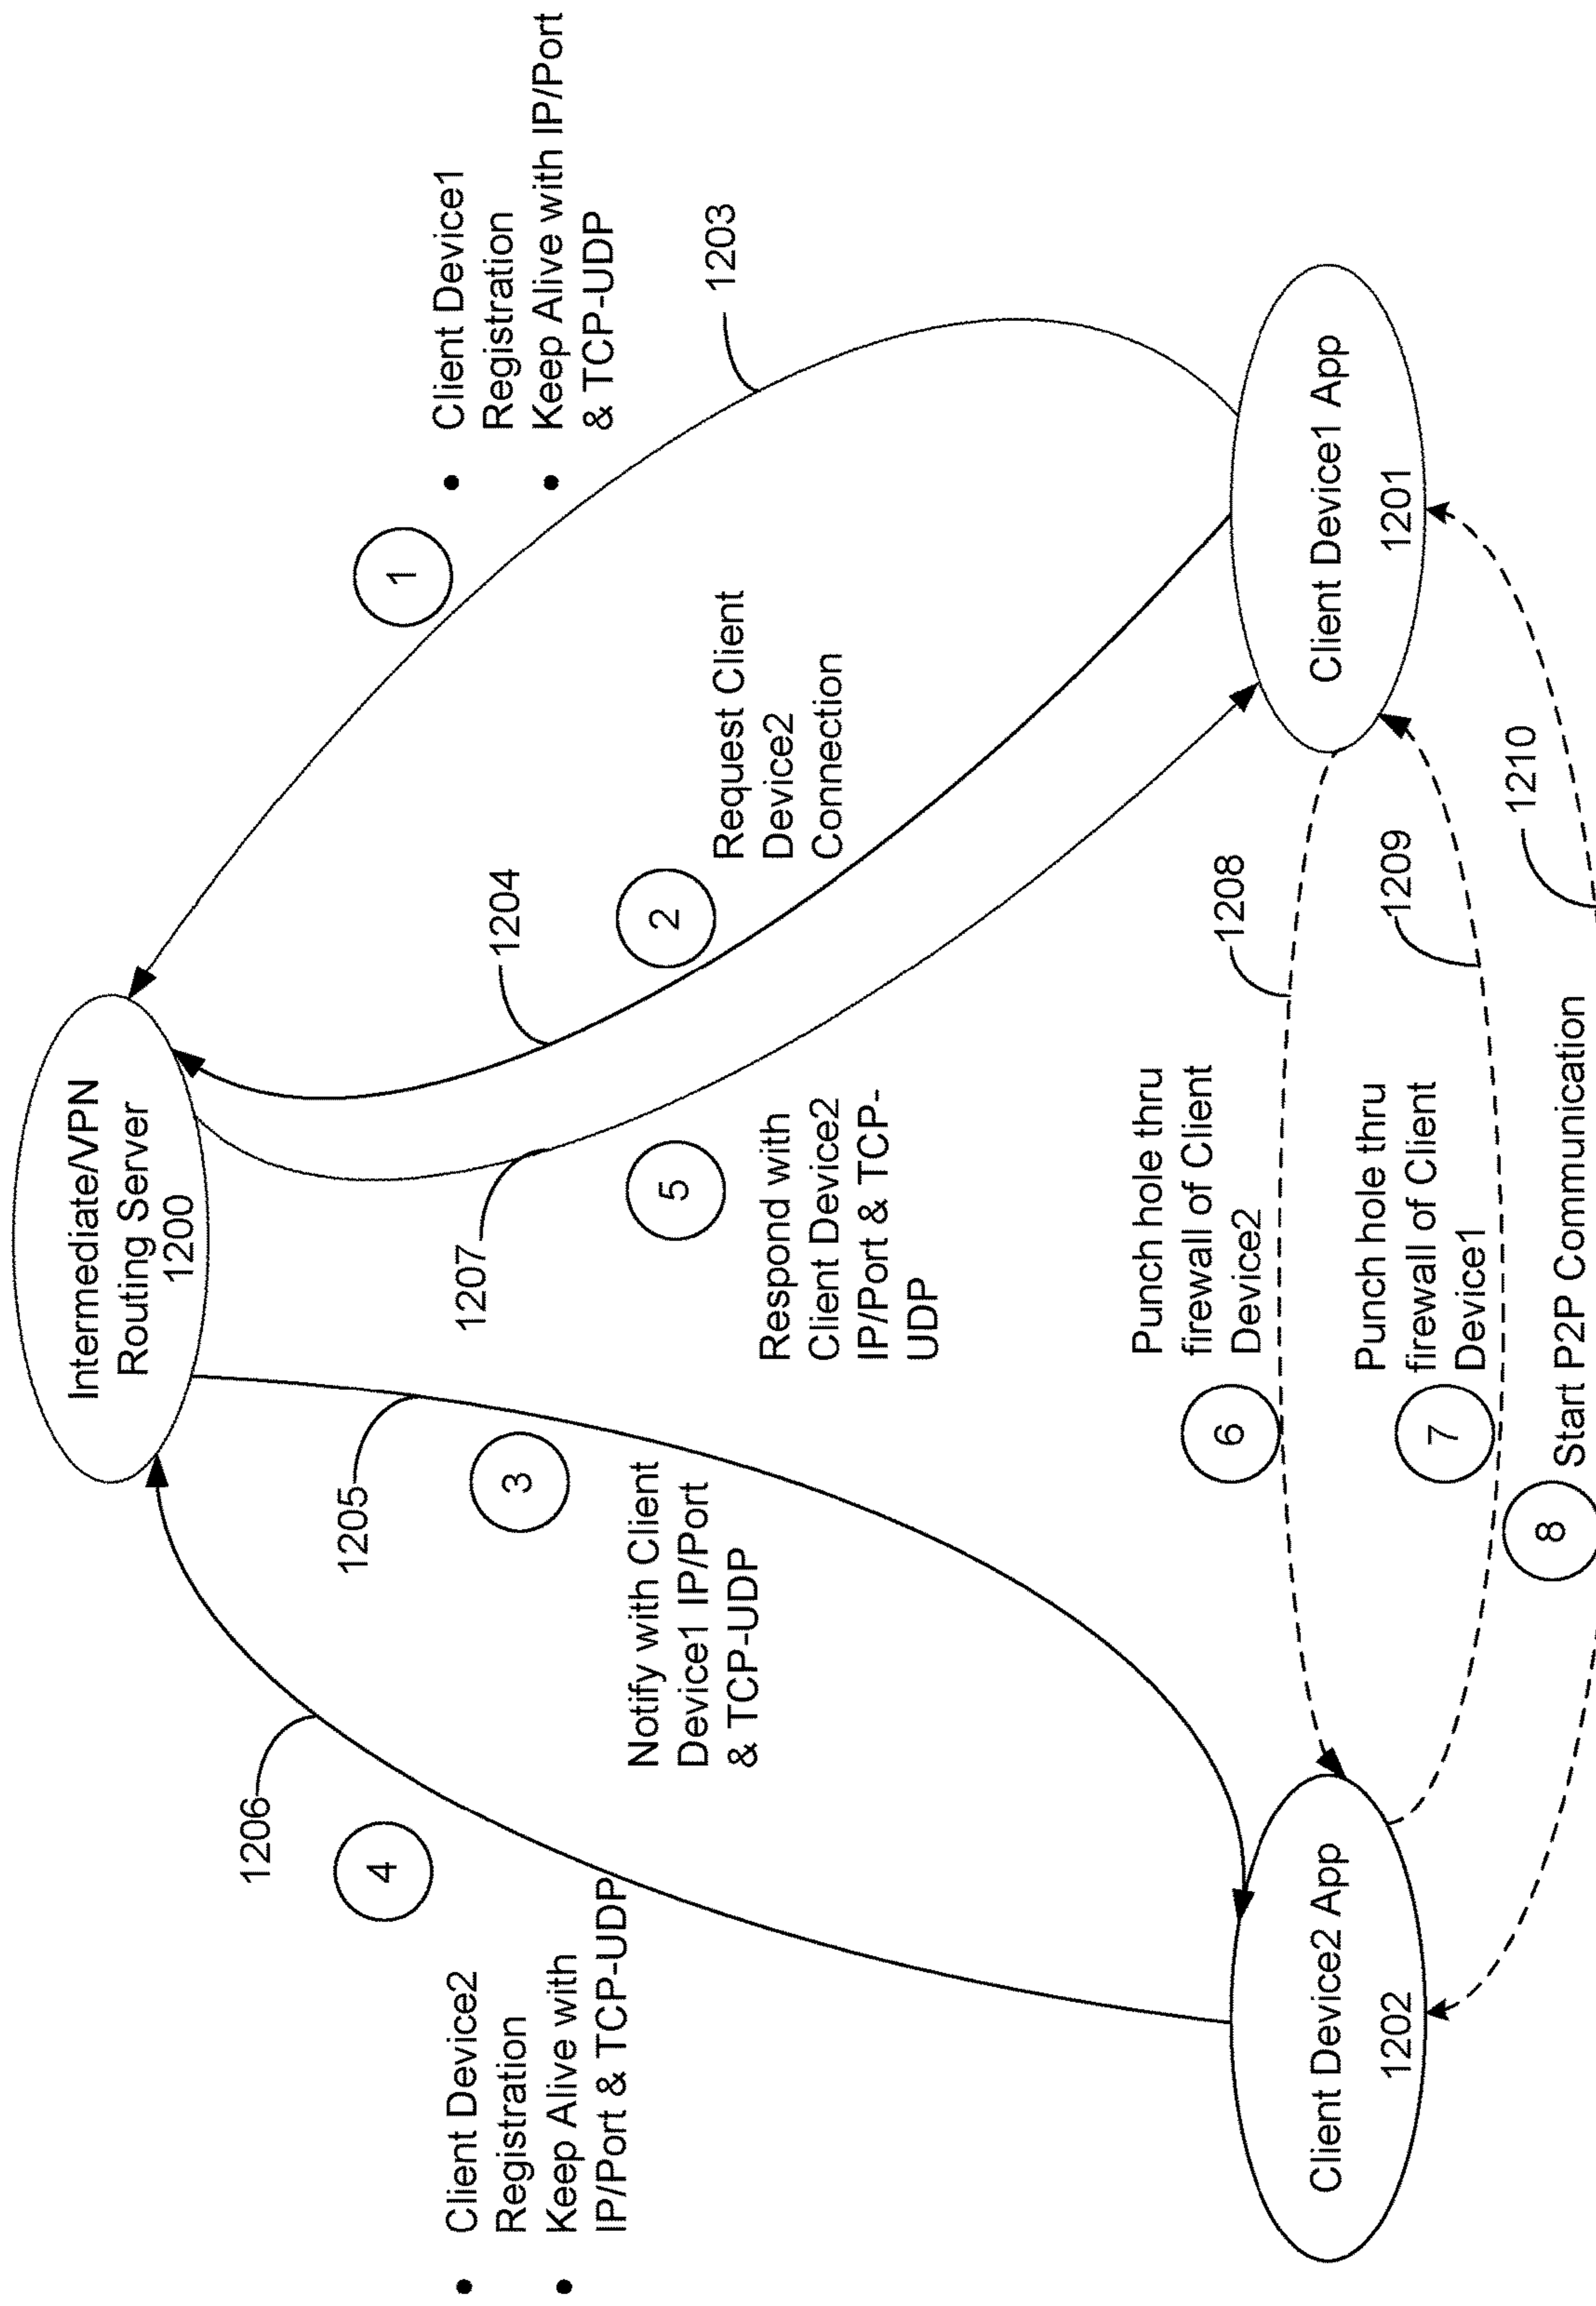 Intermediate/VPN
Routing Server
1200
1206
4
• Client Device2
Registration
• Keep Alive with
IP/Port & TCP-UDP
1205
3
Notify with Client
Device1 IP/Port
& TCP-UDP
1207
5
Respond with
Client Device2
IP/Port & TCP-
UDP
1204
2
Request Client
Device2
Connection
1
• Client Device1
Registration
• Keep Alive with IP/Port
& TCP-UDP
1203
Client Device2 App
1202
6
Punch hole thru
firewall of Client
Device2
1208
7
Punch hole thru
firewall of Client
Device1
1209
8
Start P2P Communication
1210
Client Device1 App
1201